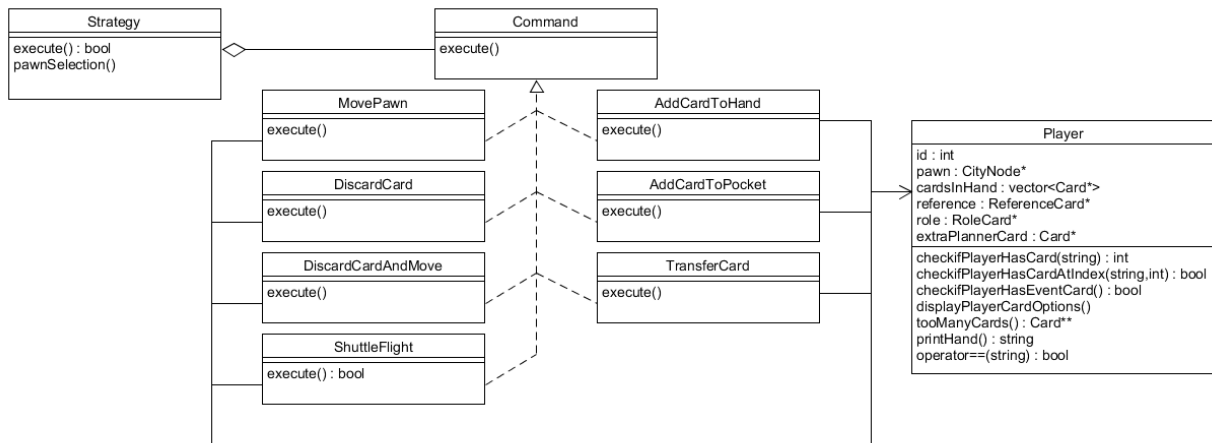 Strategy
execute() : bool
pawnSelection()
Command
execute()
MovePawn
execute()
AddCardToHand
execute()
DiscardCard
execute()
AddCardToPocket
execute()
DiscardCardAndMove
execute()
TransferCard
execute()
ShuttleFlight
execute() : bool
Player
id : int
pawn : CityNode*
cardsInHand : vector<Card*>
reference : ReferenceCard*
role : RoleCard*
extraPlannerCard : Card*
checkifPlayerHasCard(string) : int
checkifPlayerHasCardAtIndex(string,int) : bool
checkifPlayerHasEventCard() : bool
displayPlayerCardOptions()
tooManyCards() : Card**
printHand() : string
operator==(string) : bool